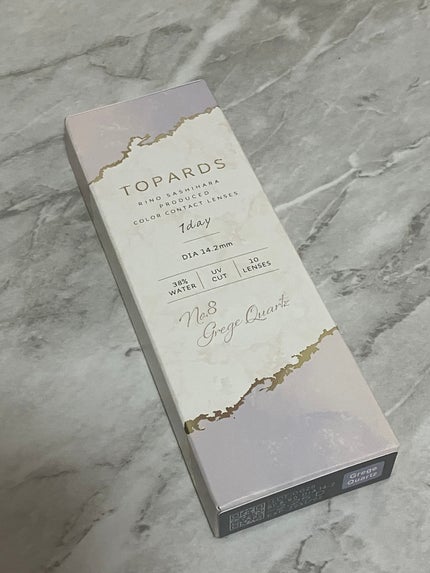 TOPARDS
RINO SASHIHARA
PRODUCED
COLOR CONTACT LENSES
1day
DIA 14.2mm
38% WATER
UV CUT
10 LENSES
No.8
Grege Quartz
Grege
Quartz